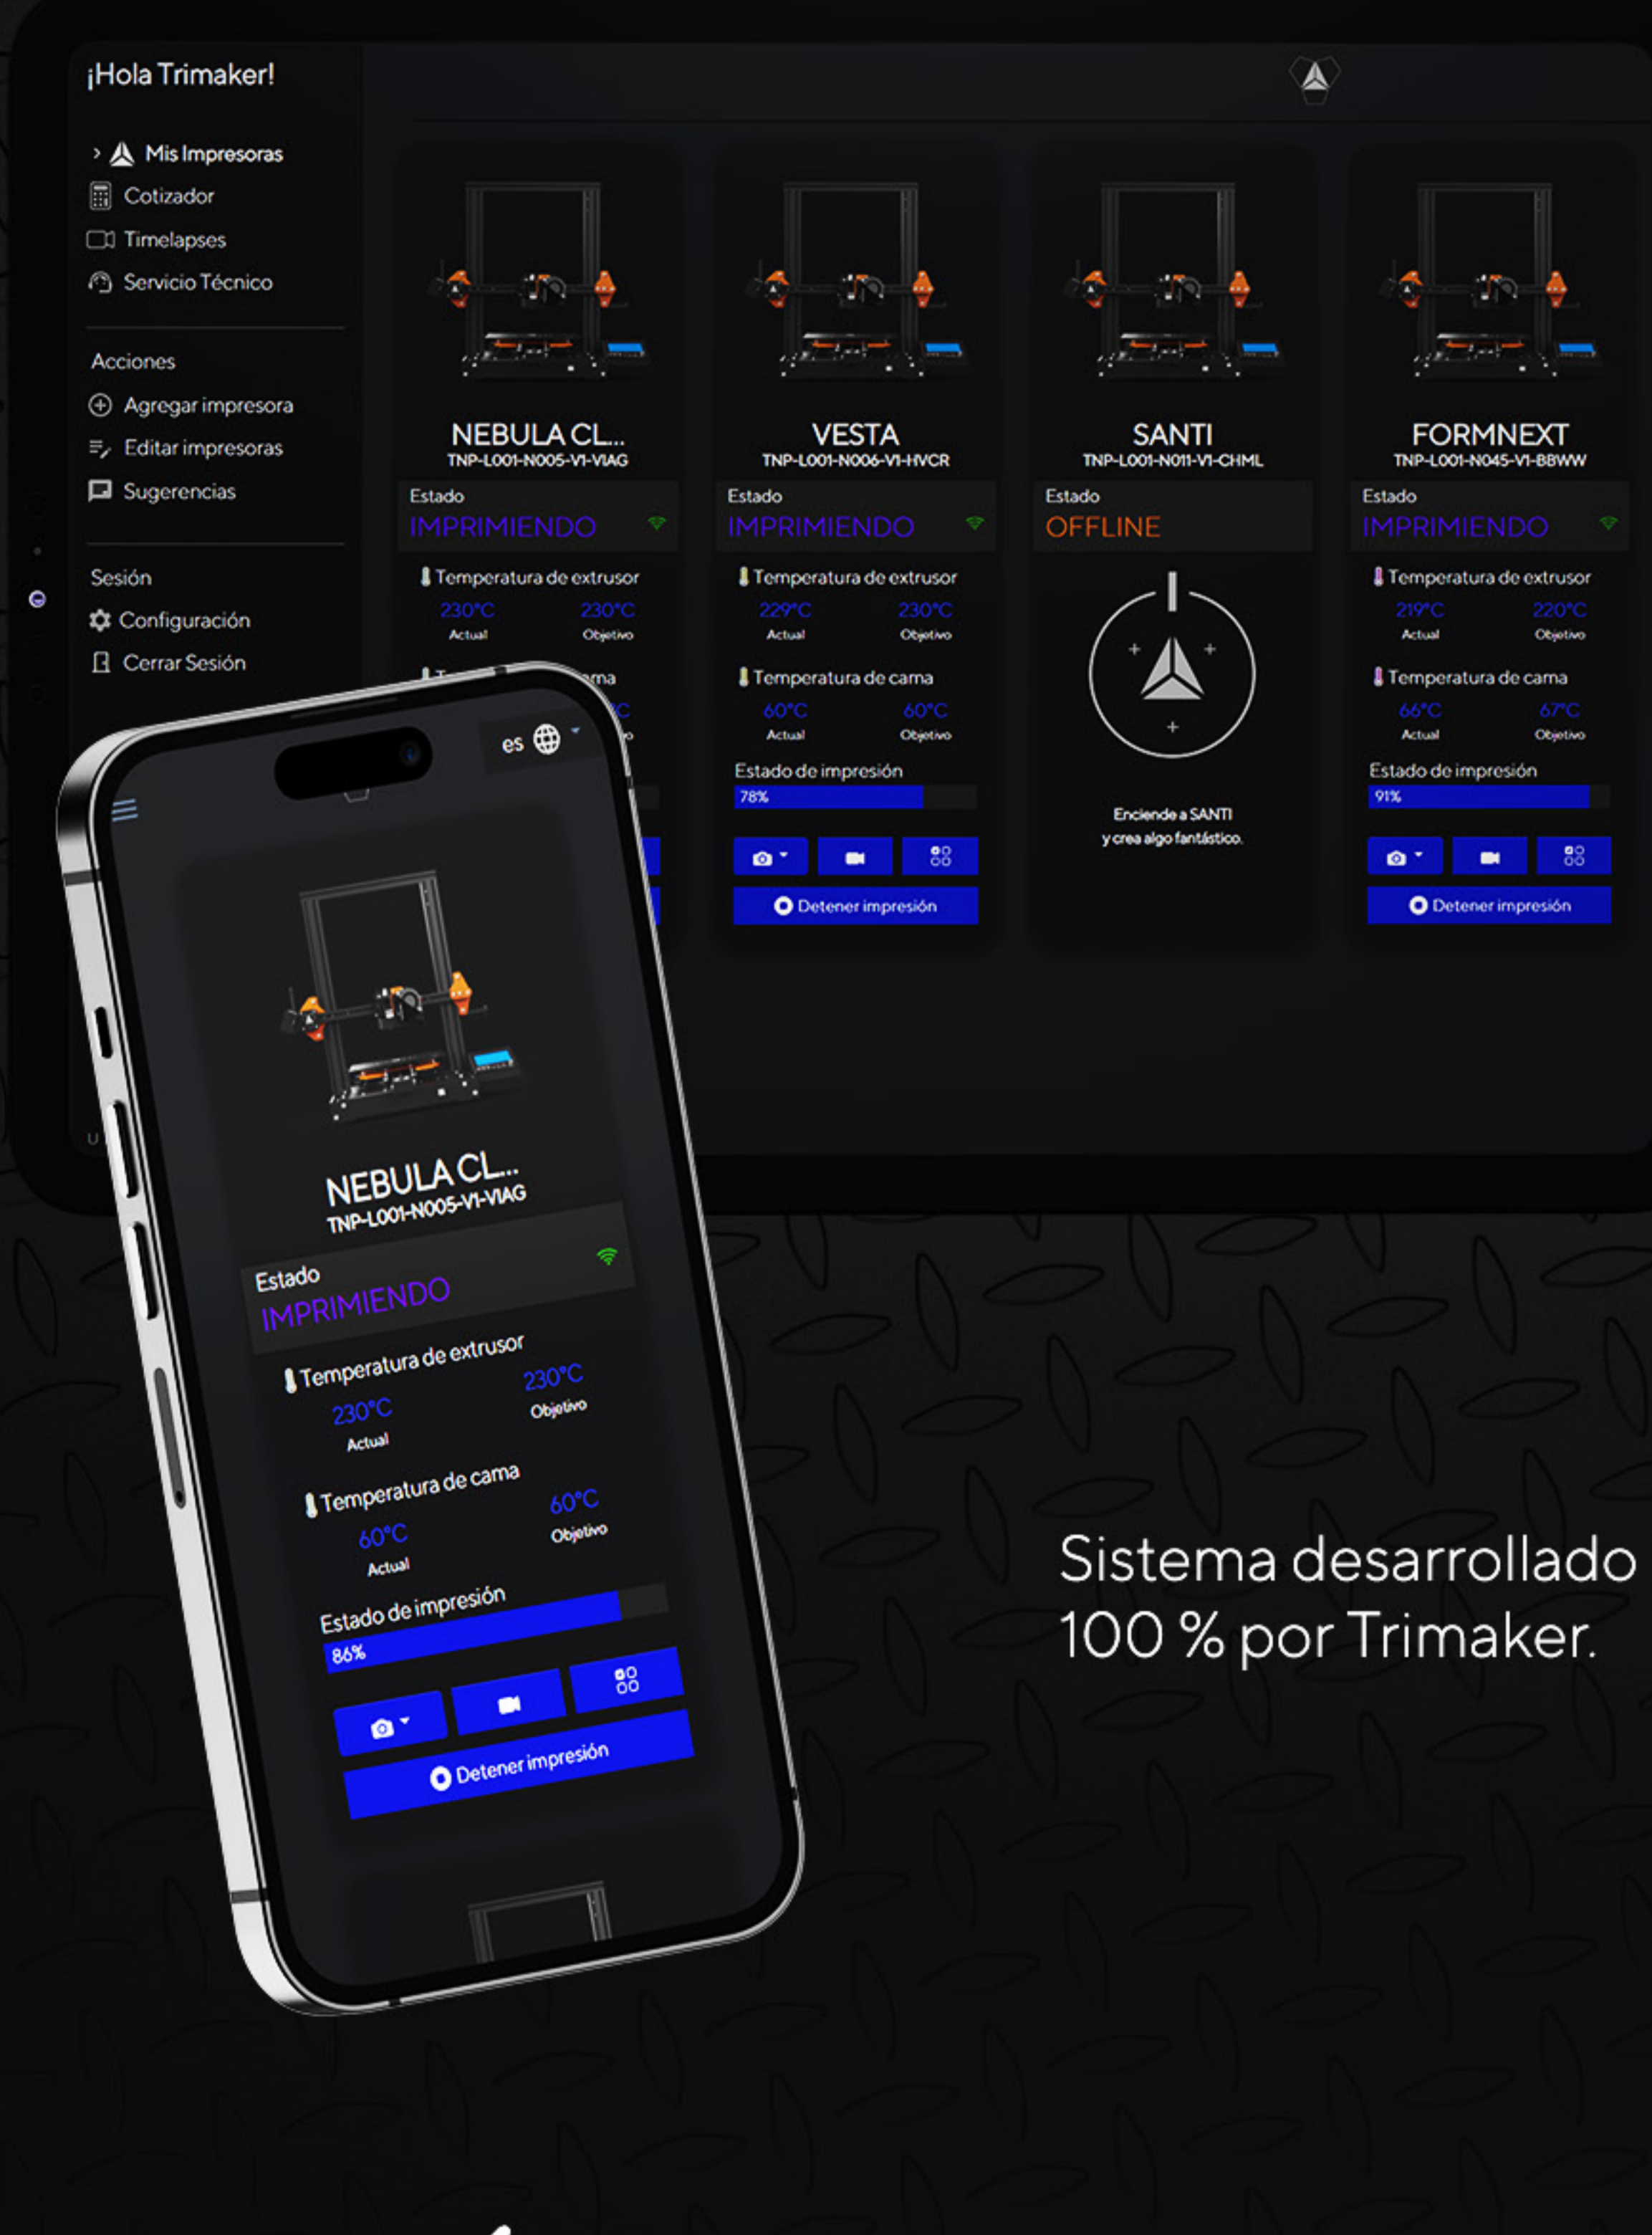 ¡Hola Trimaker!
Mis Impresoras
Cotizador
Timelapses
Servicio Técnico
Acciones
Agregar impresora
Editar impresoras
Sugerencias
Sesión
Configuración
Cerrar Sesión
NEBULA CL...
TNP-L001-N005-V1-VIAG
Estado
IMPRIMIENDO
Temperatura de extrusor
230°C 230°C
Actual Objetivo
VESTA
TNP-L001-N006-V1-HVCR
Estado
IMPRIMIENDO
Temperatura de extrusor
229°C 230°C
Actual Objetivo
Temperatura de cama
60°C 60°C
Actual Objetivo
Estado de impresión
78%
Detener impresión
SANTI
TNP-L001-N011-V1-CHML
Estado
OFFLINE
Enciende a SANTI
y crea algo fantástico.
FORMNEXT
TNP-L001-N045-V1-BBWW
Estado
IMPRIMIENDO
Temperatura de extrusor
219°C 220°C
Actual Objetivo
Temperatura de cama
66°C 67°C
Actual Objetivo
Estado de impresión
91%
Detener impresión
es
NEBULA CL...
TNP-L001-N005-V1-VIAG
Estado
IMPRIMIENDO
Temperatura de extrusor
230°C 230°C
Actual Objetivo
Temperatura de cama
60°C 60°C
Actual Objetivo
Estado de impresión
86%
Detener impresión
Sistema desarrollado
100 % por Trimaker.